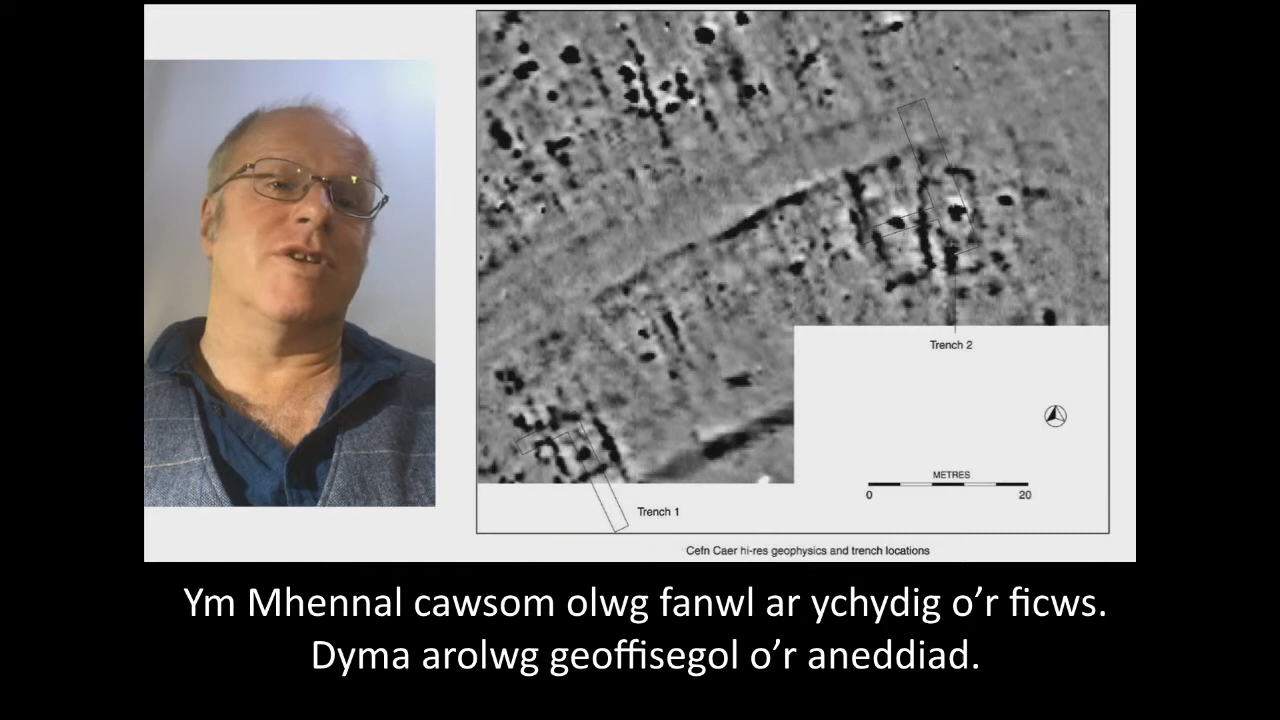 Trench 2
METRES
0 20
Trench 1
Cefn Caer hi-res geophysics and trench locations
Ym Mhennal cawsom olwg fanwl ar ychydig o’r ficws.
Dyma arolwg geoffisegol o’r aneddiad.